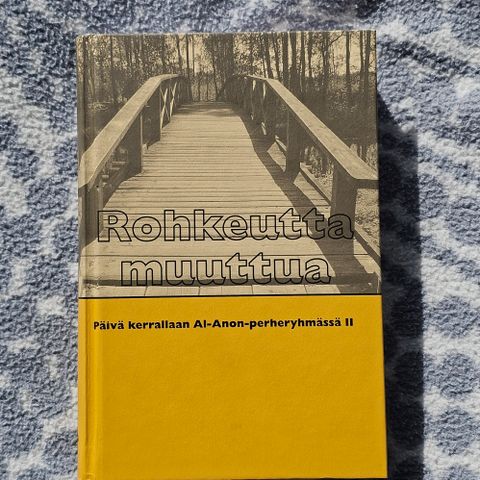 Rohkeutta
muuttua
Päivä kerrallaan Al-Anon-perheryhmässä II